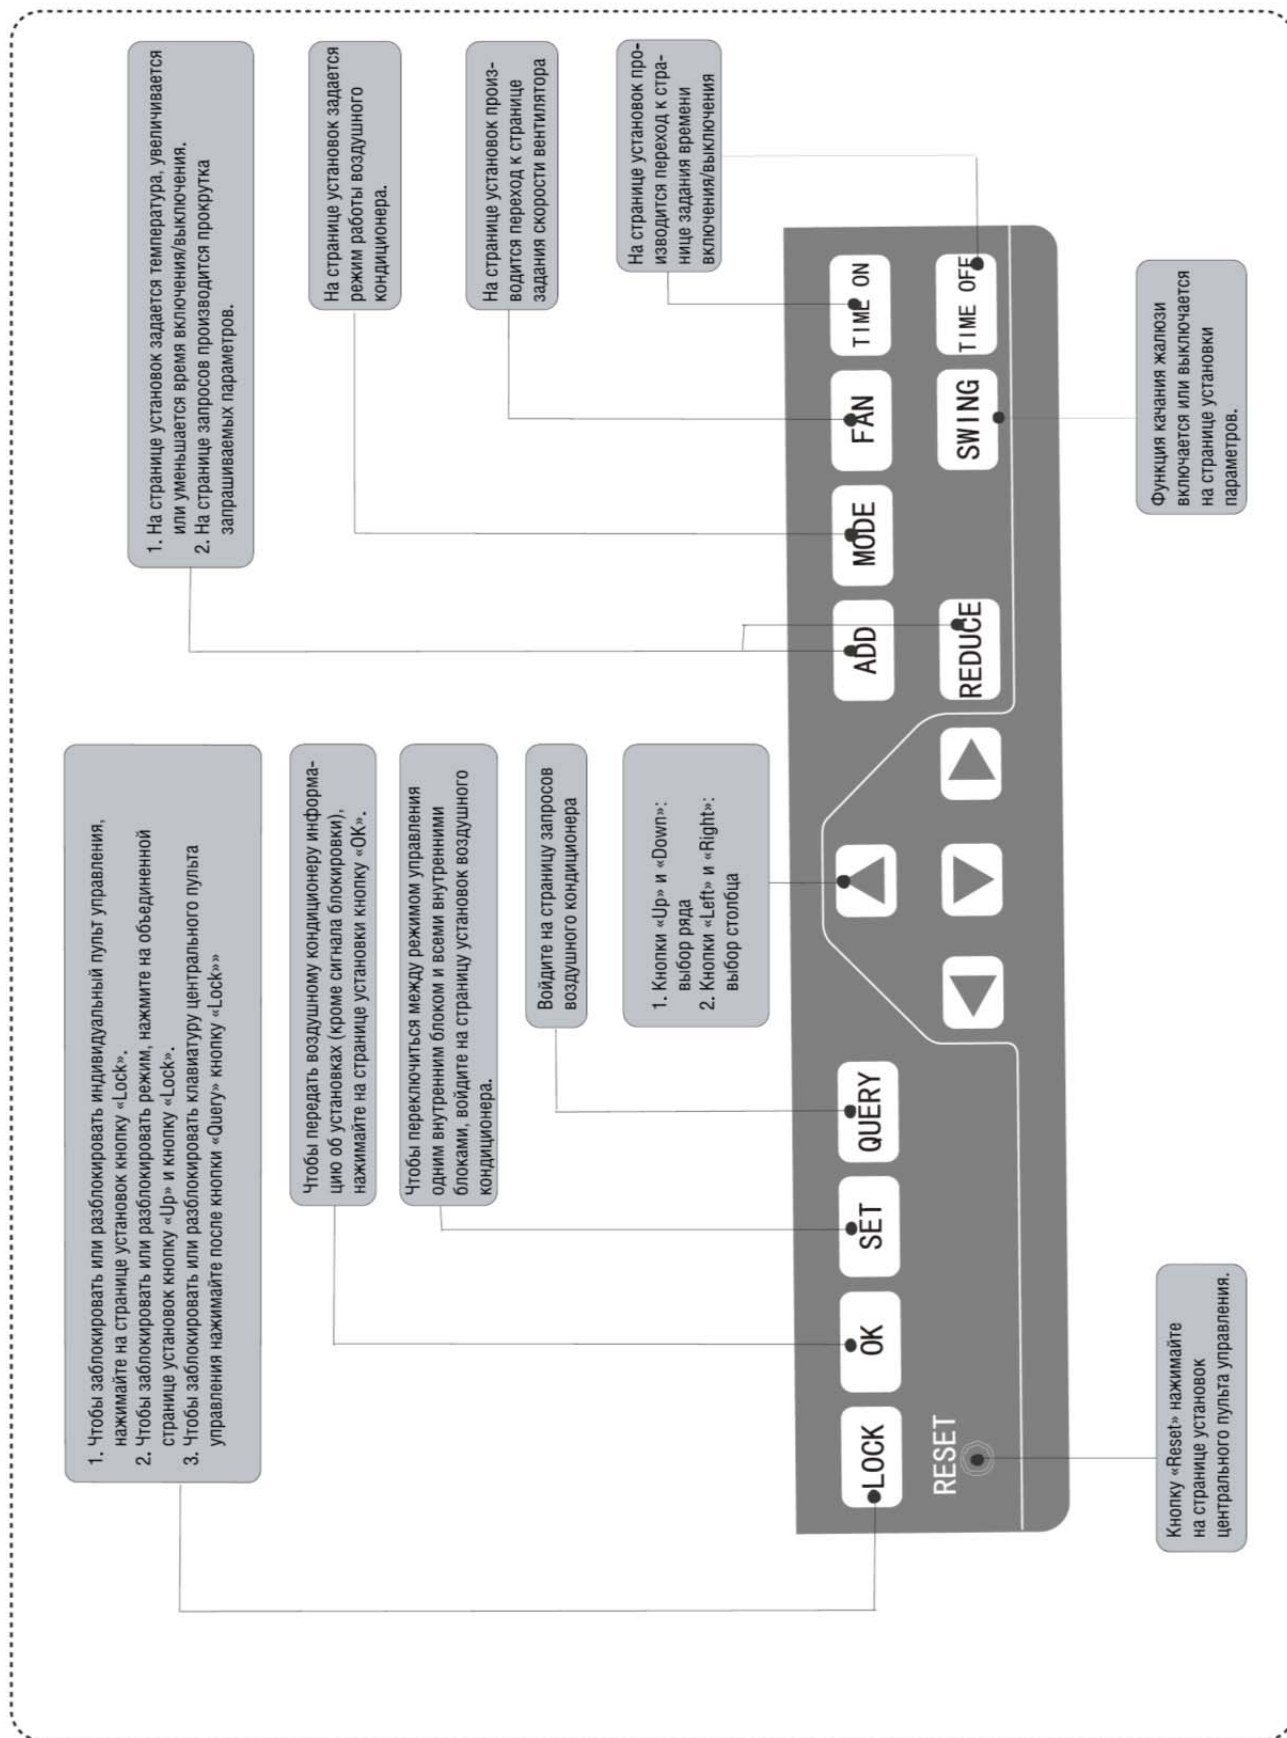 1. Чтобы заблокировать или разблокировать индивидуальный пульт управления,
нажимайте на странице установок кнопку «Lock».
2. Чтобы заблокировать или разблокировать режим, нажмите на объединенной
странице установок кнопку «Up» и кнопку «Lock».
3. Чтобы заблокировать или разблокировать клавиатуру центрального пульта
управления нажимайте после кнопки «Query» кнопку «Lock»»
Чтобы передать воздушному кондиционеру информа-
цию об установках (кроме сигнала блокировки),
нажимайте на странице установки кнопку «OK».
Чтобы переключиться между режимом управления
одним внутренним блоком и всеми внутренними
блоками, войдите на страницу установок воздушного
кондиционера.
Войдите на страницу запросов
воздушного кондиционера
1. Кнопки «Up» и «Down»:
выбор ряда
2. Кнопки «Left» и «Right»:
выбор столбца
1. На странице установок задается температура, увеличивается
или уменьшается время включения/выключения.
2. На странице запросов производится прокрутка
запрашиваемых параметров.
На странице установок задается
режим работы воздушного
кондиционера.
На странице установок произ-
водится переход к странице
задания скорости вентилятора
На странице установок про-
изводится переход к стра-
нице задания времени
включения/выключения
LOCK
OK
SET
QUERY
ADD
MODE
FAN
TIME ON
RESET
REDUCE
SWING
TIME OFF
Кнопку «Reset» нажимайте
на странице установок
центрального пульта управления.
Функция качания жалюзи
включается или выключается
на странице установки
параметров.